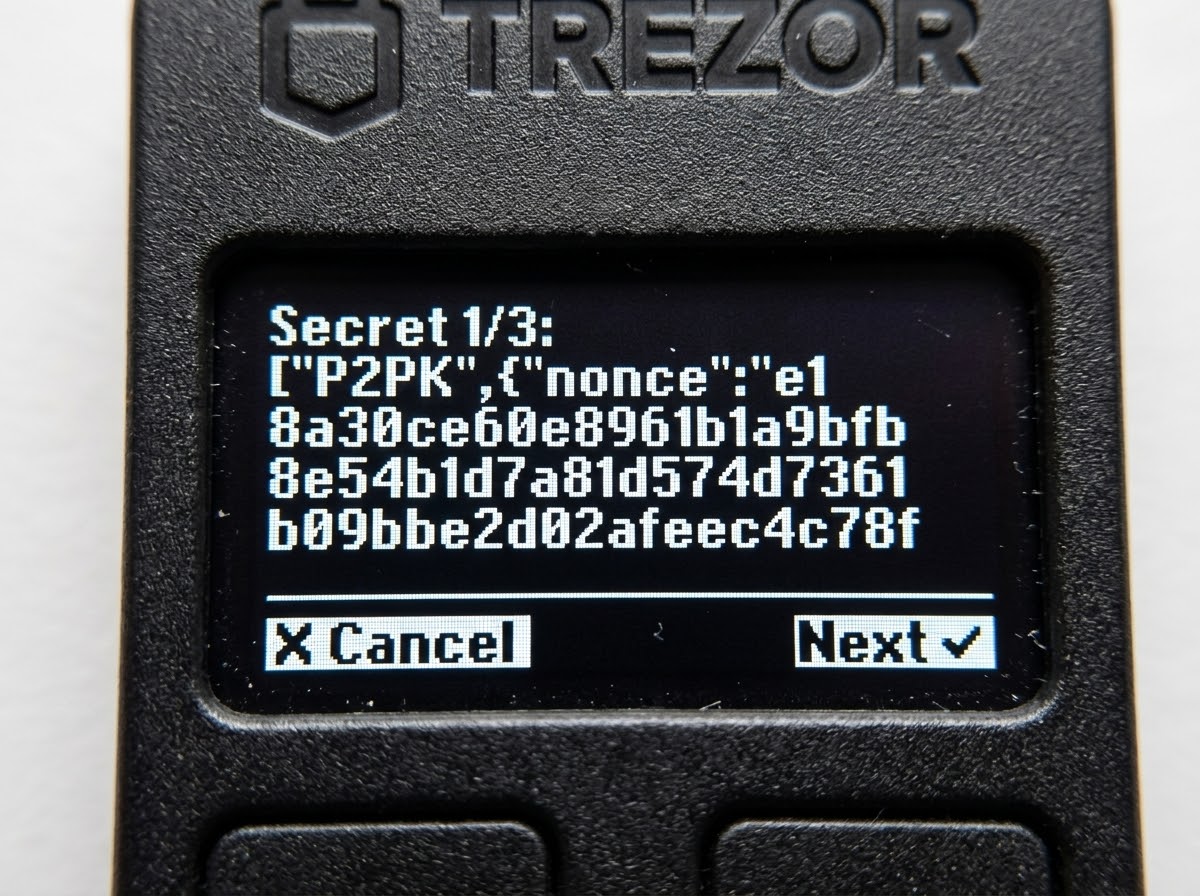 TREZOR
Secret 1/3:
["P2PK",{"nonce":"e1
8a30ce60e8961b1a9bfb
8e54b1d7a81d574d7361
b09bbe2d02afeec4c78f
X Cancel
Next ✓